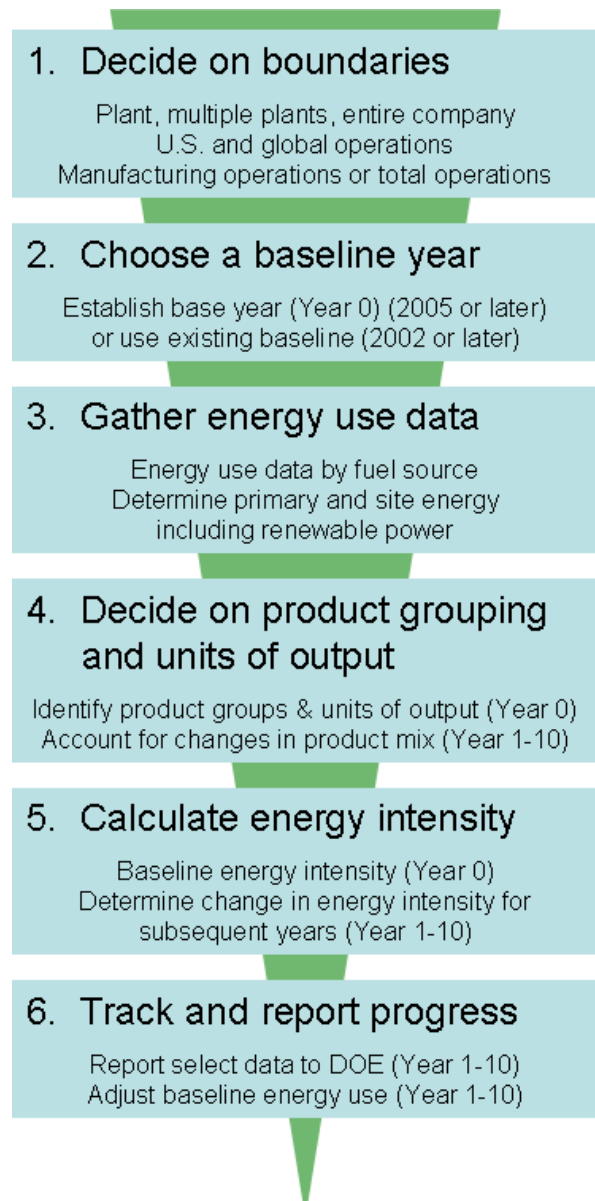 1. Decide on boundaries
Plant, multiple plants, entire company
U.S. and global operations
Manufacturing operations or total operations
2. Choose a baseline year
Establish base year (Year 0) (2005 or later)
or use existing baseline (2002 or later)
3. Gather energy use data
Energy use data by fuel source
Determine primary and site energy
including renewable power
4. Decide on product grouping
and units of output
Identify product groups & units of output (Year 0)
Account for changes in product mix (Year 1-10)
5. Calculate energy intensity
Baseline energy intensity (Year 0)
Determine change in energy intensity for
subsequent years (Year 1-10)
6. Track and report progress
Report select data to DOE (Year 1-10)
Adjust baseline energy use (Year 1-10)